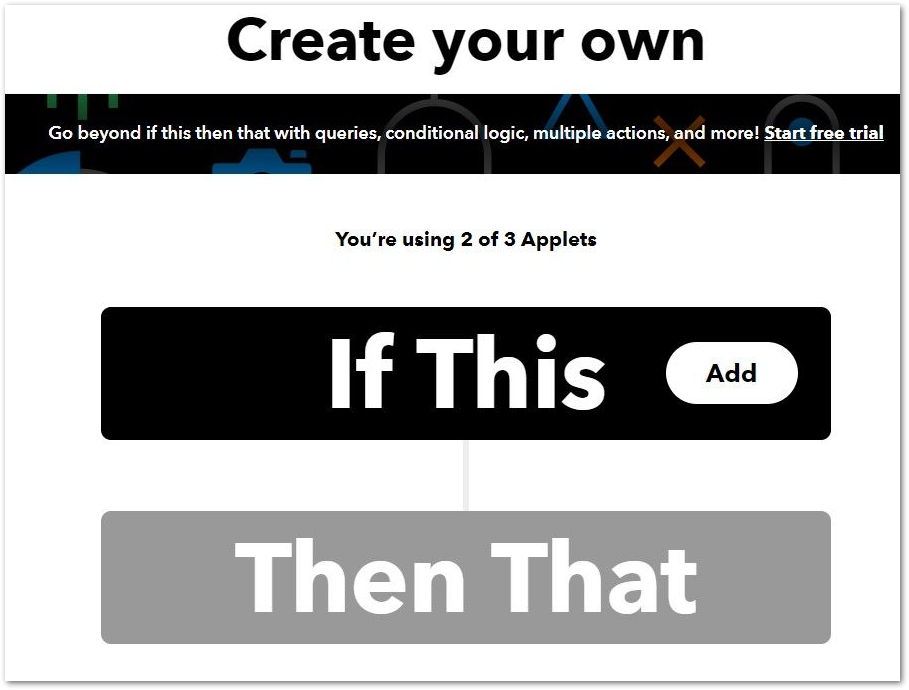 Create your own
Go beyond if this then that with queries, conditional logic, multiple actions, and more! Start free trial
You’re using 2 of 3 Applets
If This
Add
Then That